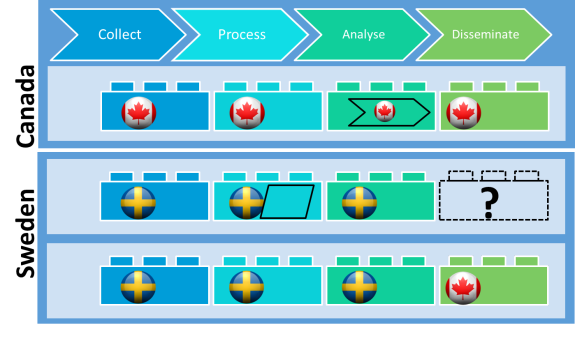 Collect
Process
Analyse
Disseminate
Canada
Sweden
?